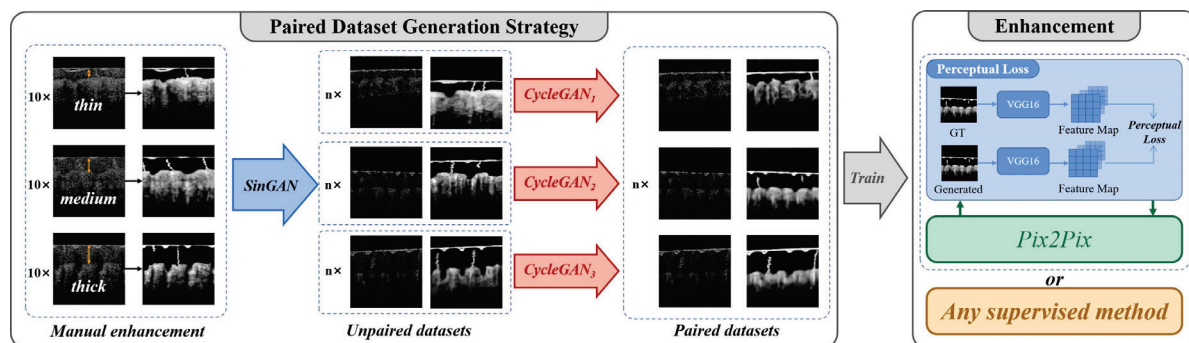 Paired Dataset Generation Strategy
10×
thin
10×
medium
10×
thick
Manual enhancement
SinGAN
n×
n×
n×
Unpaired datasets
CycleGAN1
CycleGAN2
CycleGAN3
n×
Paired datasets
Train
Enhancement
Perceptual Loss
GT
VGG16
Feature Map
Perceptual
Loss
Generated
VGG16
Feature Map
Pix2Pix
or
Any supervised method